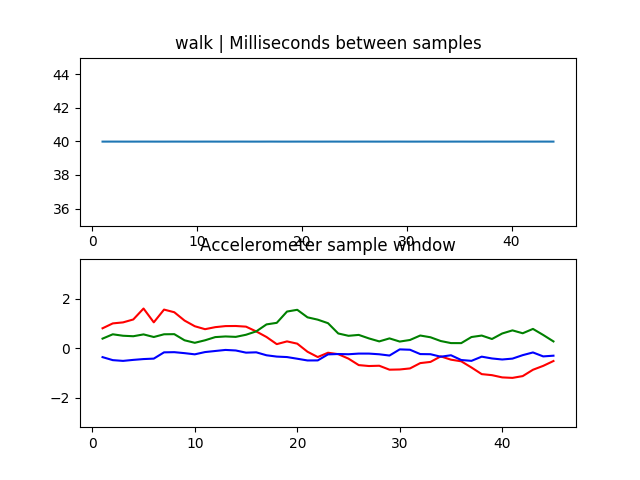 walk | Milliseconds between samples
44
42
40
38
36
0 10 20 30 40
Accelerometer sample window
2
0
−2
0 10 20 30 40